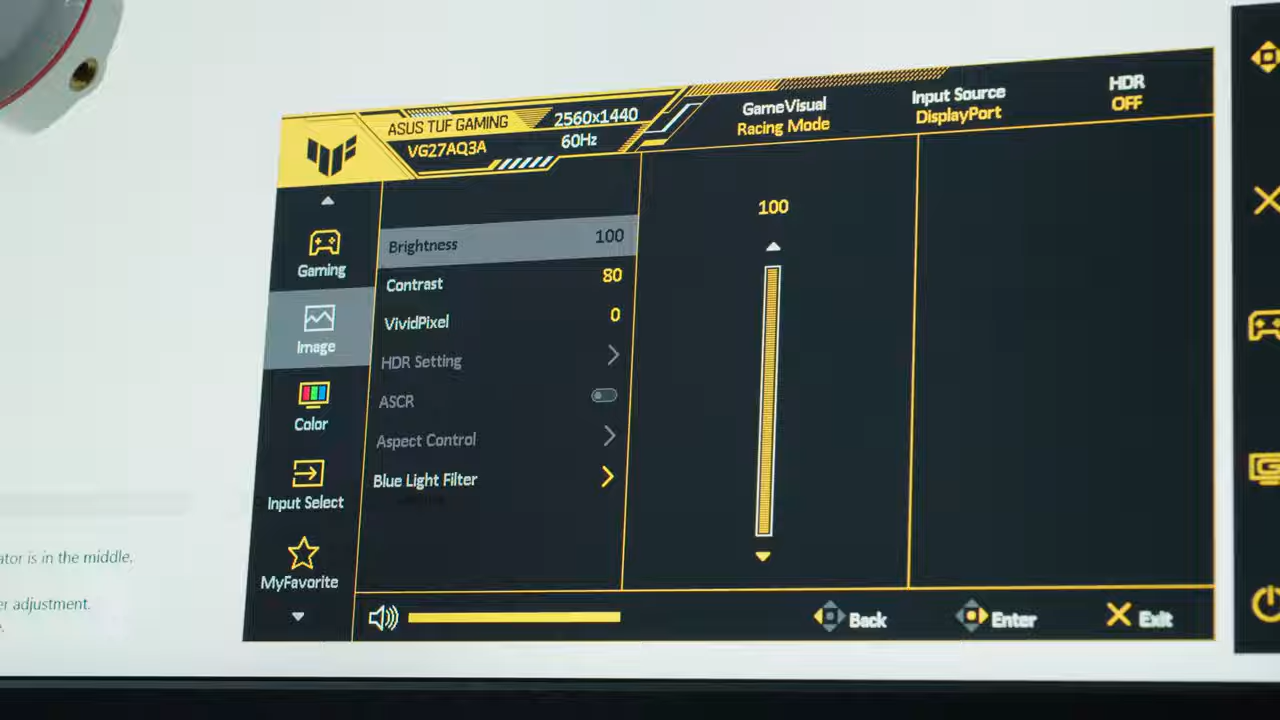 ASUS TUF GAMING
VG27AQ3A
2560x1440
60Hz
GameVisual
Racing Mode
Input Source
DisplayPort
HDR
OFF
Gaming
Image
Color
Input Select
MyFavorite
Brightness 100
Contrast 80
VividPixel 0
HDR Setting
ASCR
Aspect Control
Blue Light Filter
100
Back
Enter
Exit
is in the middle.
adjustment.